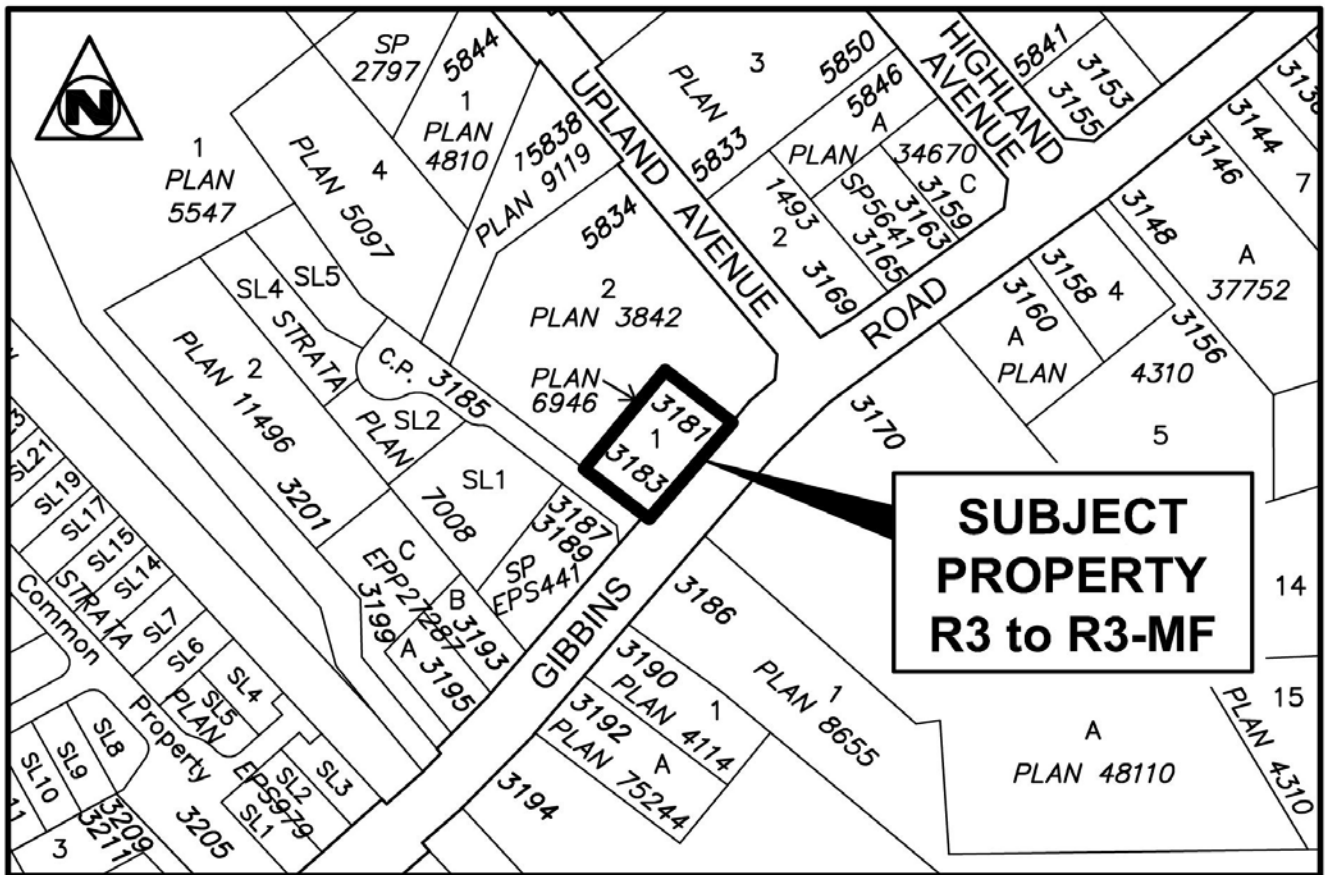 N
SP
2797
5844
1
PLAN
4810
1
PLAN
5547
PLAN 5097
4
15838
PLAN 9119
UPLAND
AVENUE
5834
2
PLAN 3842
PLAN
6946
3181
1
3183
3
PLAN
5833
5850
5846
A
PLAN
34670
C
SP5641
1493
2
3159
3163
3165
3169
HIGHLAND
AVENUE
5841
3153
3155
ROAD
3144
3146
7
3148
A
37752
3158
4
3160
A
PLAN
4310
3156
5
3170
SL5
SL4
STRATA
PLAN
7008
C.P. 3185
SL2
SL1
2
PLAN 11496
3201
3187
3189
SP
EPS441
C
EPP27287
3199
B
3193
A
3195
GIBBINS
SUBJECT
PROPERTY
R3 to R3-MF
3186
1
PLAN 8655
3190
1
PLAN 4114
3192
A
PLAN 75244
3194
14
15
A
PLAN 48110
PLAN 4310
SL21
SL19
SL17
SL15
SL14
STRATA
SL7
SL6
SL5
SL4
PLAN
Common
Property
EPS979
SL3
SL2
SL1
SL8
SL9
SL10
11
3
3209
3211
3205